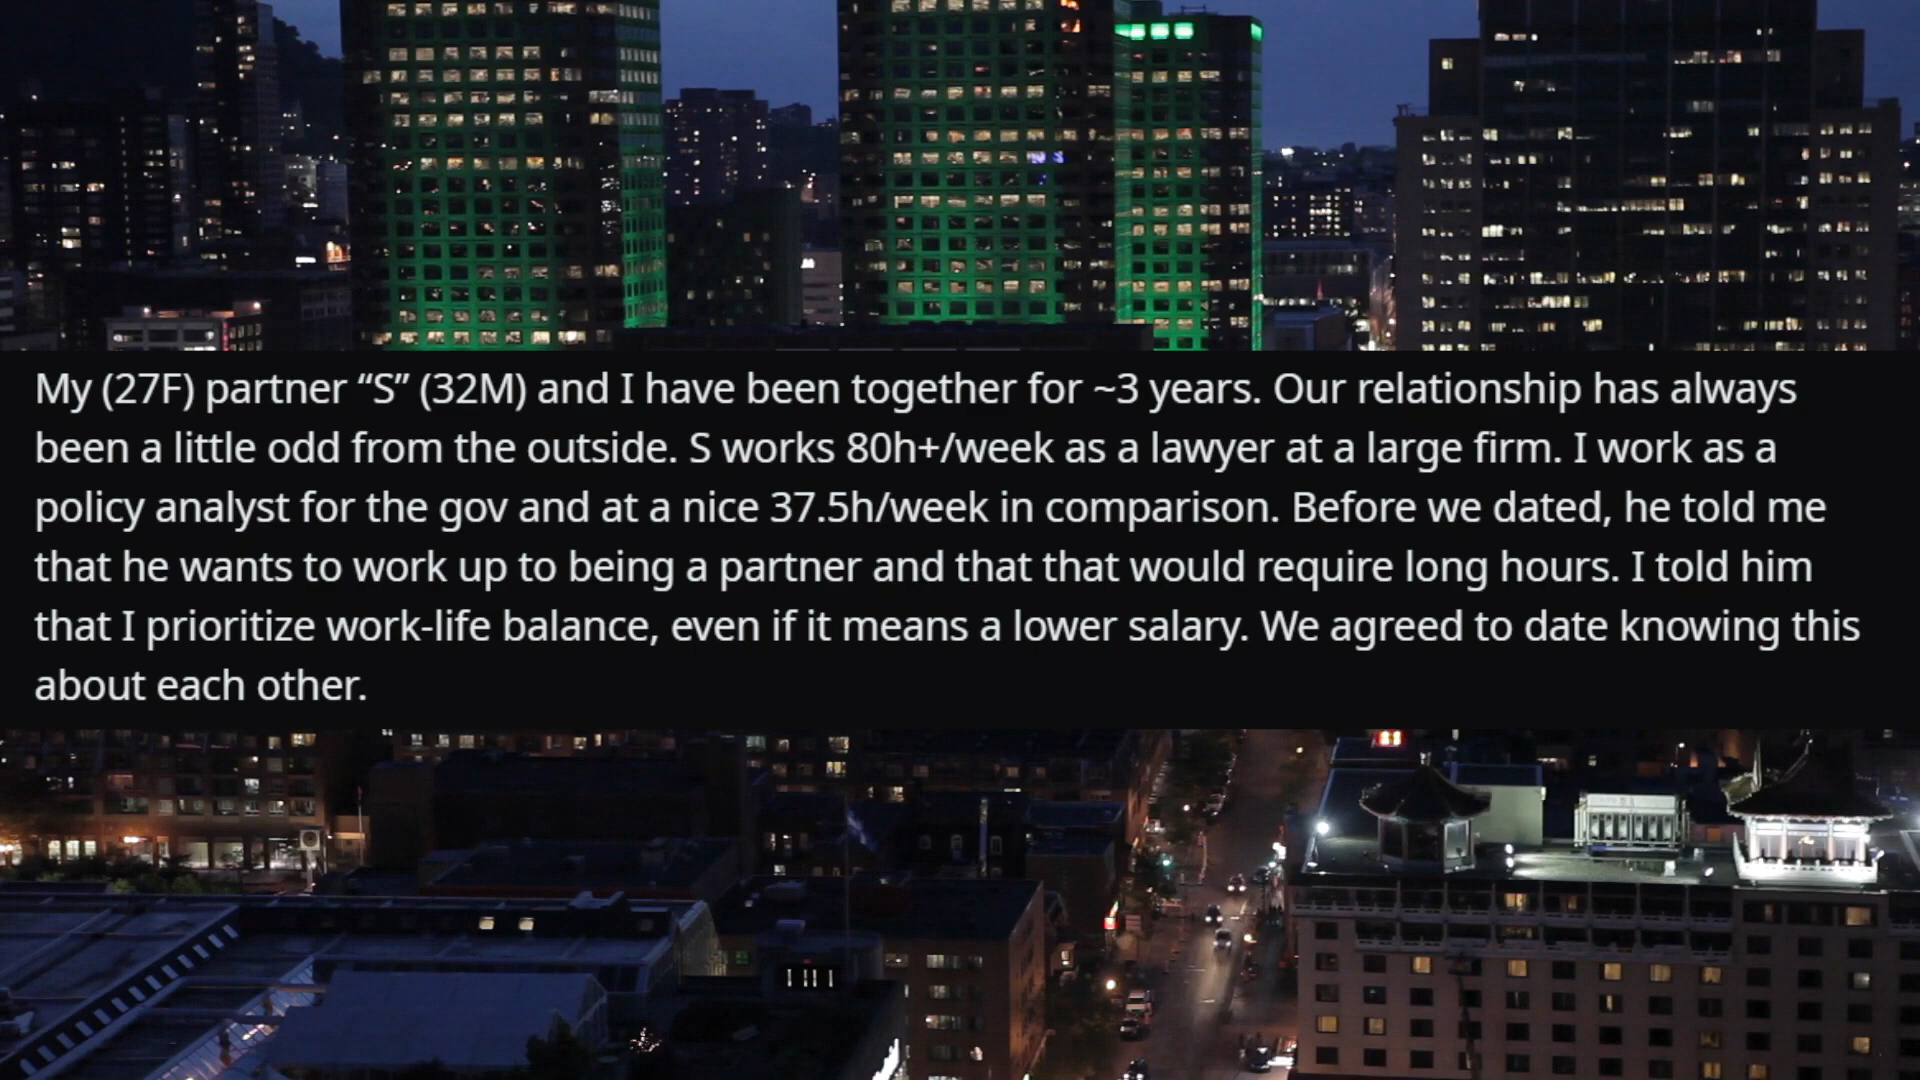 My (27F) partner “S” (32M) and I have been together for ~3 years. Our relationship has always
been a little odd from the outside. S works 80h+/week as a lawyer at a large firm. I work as a
policy analyst for the gov and at a nice 37.5h/week in comparison. Before we dated, he told me
that he wants to work up to being a partner and that that would require long hours. I told him
that I prioritize work-life balance, even if it means a lower salary. We agreed to date knowing this
about each other.